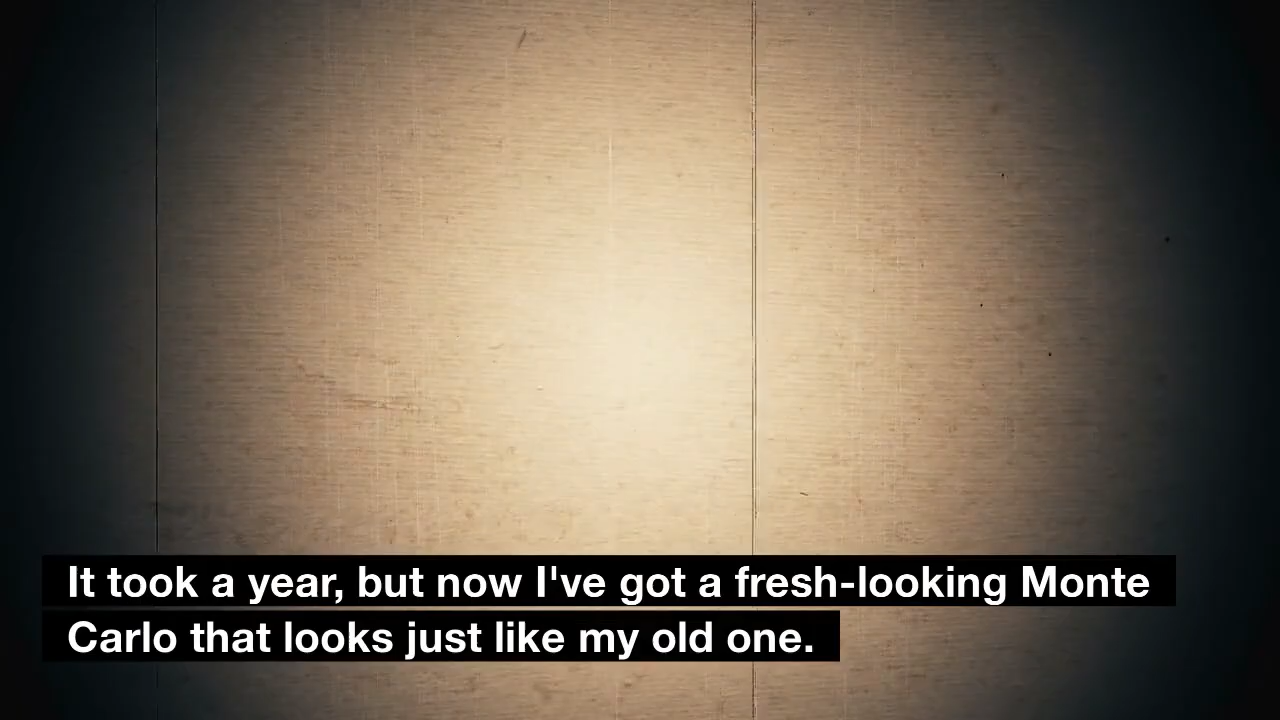 It took a year, but now I've got a fresh-looking Monte
Carlo that looks just like my old one.